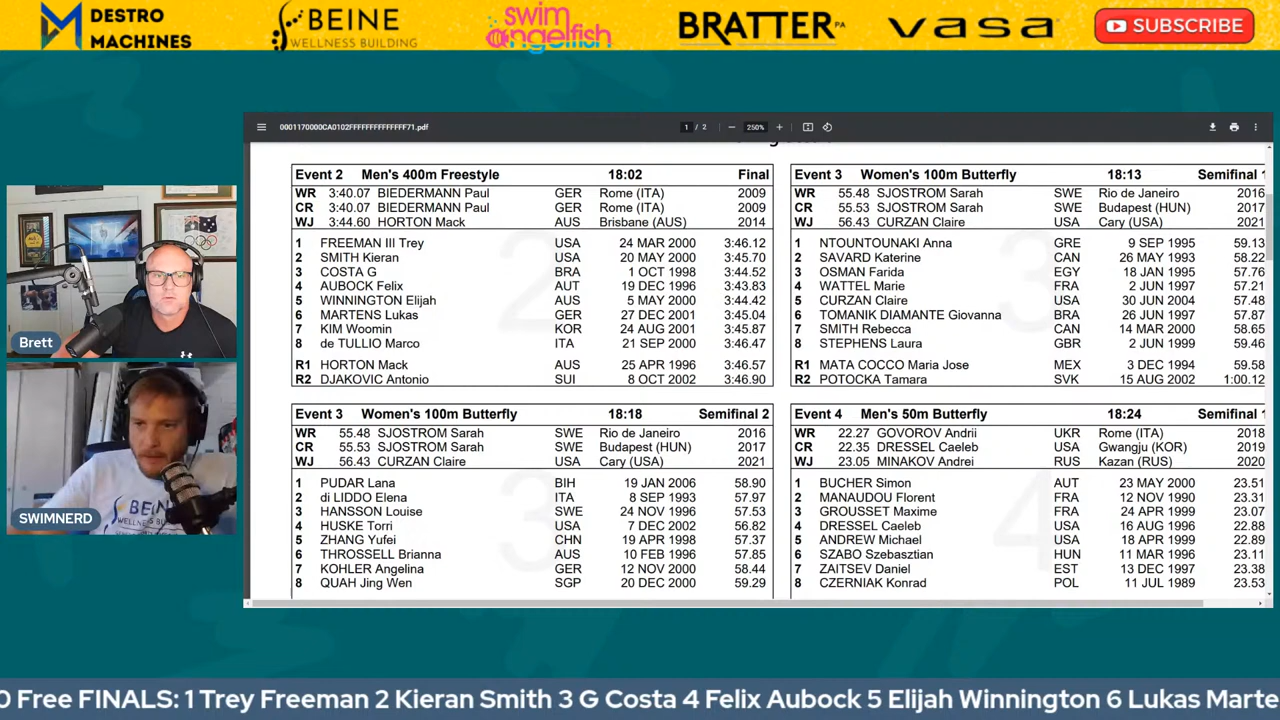 DESTRO
MACHINES
BEINE
WELLNESS BUILDING
swim
angelfish
BRATTER PA
vasa
SUBSCRIBE
0001170000CA0102FFFFFFFFFFFFFF71.pdf
1 / 2
250%
Event 2 Men's 400m Freestyle 18:02 Final
WR 3:40.07 BIEDERMANN Paul GER Rome (ITA) 2009
CR 3:40.07 BIEDERMANN Paul GER Rome (ITA) 2009
WJ 3:44.60 HORTON Mack AUS Brisbane (AUS) 2014
1 FREEMAN III Trey USA 24 MAR 2000 3:46.12
2 SMITH Kieran USA 20 MAY 2000 3:45.70
3 COSTA G BRA 1 OCT 1998 3:44.52
4 AUBOCK Felix AUT 19 DEC 1996 3:43.83
5 WINNINGTON Elijah AUS 5 MAY 2000 3:44.42
6 MARTENS Lukas GER 27 DEC 2001 3:45.04
7 KIM Woomin KOR 24 AUG 2001 3:45.87
8 de TULLIO Marco ITA 21 SEP 2000 3:46.47
R1 HORTON Mack AUS 25 APR 1996 3:46.57
R2 DJAKOVIC Antonio SUI 8 OCT 2002 3:46.90
Event 3 Women's 100m Butterfly 18:13 Semifinal 1
WR 55.48 SJOSTROM Sarah SWE Rio de Janeiro 2016
CR 55.53 SJOSTROM Sarah SWE Budapest (HUN) 2017
WJ 56.43 CURZAN Claire USA Cary (USA) 2021
1 NTOUNTOUNAKI Anna GRE 9 SEP 1995 59.13
2 SAVARD Katerine CAN 26 MAY 1993 58.22
3 OSMAN Farida EGY 18 JAN 1995 57.76
4 WATTEL Marie FRA 2 JUN 1997 57.21
5 CURZAN Claire USA 30 JUN 2004 57.48
6 TOMANIK DIAMANTE Giovanna BRA 26 JUN 1997 57.87
7 SMITH Rebecca CAN 14 MAR 2000 58.65
8 STEPHENS Laura GBR 2 JUN 1999 59.46
R1 MATA COCCO Maria Jose MEX 3 DEC 1994 59.58
R2 POTOCKA Tamara SVK 15 AUG 2002 1:00.12
Event 3 Women's 100m Butterfly 18:18 Semifinal 2
WR 55.48 SJOSTROM Sarah SWE Rio de Janeiro 2016
CR 55.53 SJOSTROM Sarah SWE Budapest (HUN) 2017
WJ 56.43 CURZAN Claire USA Cary (USA) 2021
1 PUDAR Lana BIH 19 JAN 2006 58.90
2 di LIDDO Elena ITA 8 SEP 1993 57.97
3 HANSSON Louise SWE 24 NOV 1996 57.53
4 HUSKE Torri USA 7 DEC 2002 56.82
5 ZHANG Yufei CHN 19 APR 1998 57.37
6 THROSSELL Brianna AUS 10 FEB 1996 57.85
7 KOHLER Angelina GER 12 NOV 2000 58.44
8 QUAH Jing Wen SGP 20 DEC 2000 59.29
Event 4 Men's 50m Butterfly 18:24 Semifinal 1
WR 22.27 GOVOROV Andrii UKR Rome (ITA) 2018
CR 22.35 DRESSEL Caeleb USA Gwangju (KOR) 2019
WJ 23.05 MINAKOV Andrei RUS Kazan (RUS) 2020
1 BUCHER Simon AUT 23 MAY 2000 23.51
2 MANAUDOU Florent FRA 12 NOV 1990 23.31
3 GROUSSET Maxime FRA 24 APR 1999 23.07
4 DRESSEL Caeleb USA 16 AUG 1996 22.88
5 ANDREW Michael USA 18 APR 1999 22.89
6 SZABO Szebasztian HUN 11 MAR 1996 23.11
7 ZAITSEV Daniel EST 13 DEC 1997 23.38
8 CZERNIAK Konrad POL 11 JUL 1989 23.53
Brett
BEINE
SWIMNERD
0 Free FINALS: 1 Trey Freeman 2 Kieran Smith 3 G Costa 4 Felix Aubock 5 Elijah Winnington 6 Lukas Marte